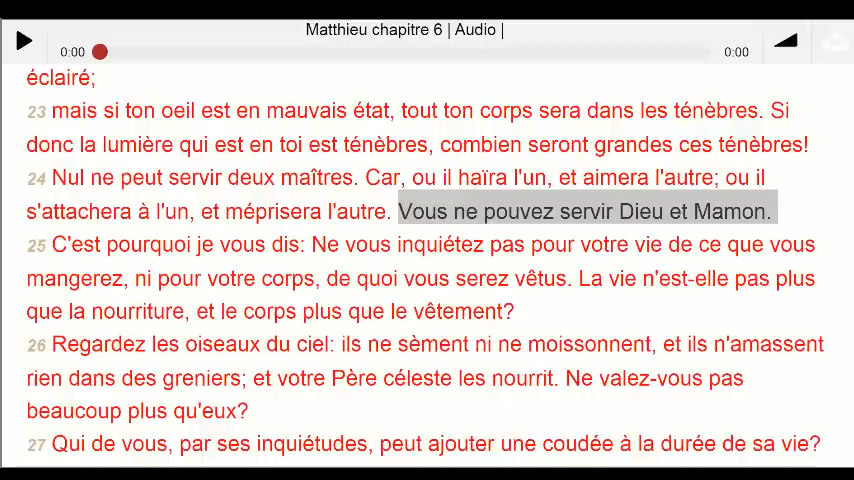 Matthieu chapitre 6 | Audio |
0:00
0:00
éclairé;
23 mais si ton oeil est en mauvais état, tout ton corps sera dans les ténèbres. Si
donc la lumière qui est en toi est ténèbres, combien seront grandes ces ténèbres!
24 Nul ne peut servir deux maîtres. Car, ou il haïra l'un, et aimera l'autre; ou il
s'attachera à l'un, et méprisera l'autre. Vous ne pouvez servir Dieu et Mamon.
25 C'est pourquoi je vous dis: Ne vous inquiétez pas pour votre vie de ce que vous
mangerez, ni pour votre corps, de quoi vous serez vêtus. La vie n'est-elle pas plus
que la nourriture, et le corps plus que le vêtement?
26 Regardez les oiseaux du ciel: ils ne sèment ni ne moissonnent, et ils n'amassent
rien dans des greniers; et votre Père céleste les nourrit. Ne valez-vous pas
beaucoup plus qu'eux?
27 Qui de vous, par ses inquiétudes, peut ajouter une coudée à la durée de sa vie?